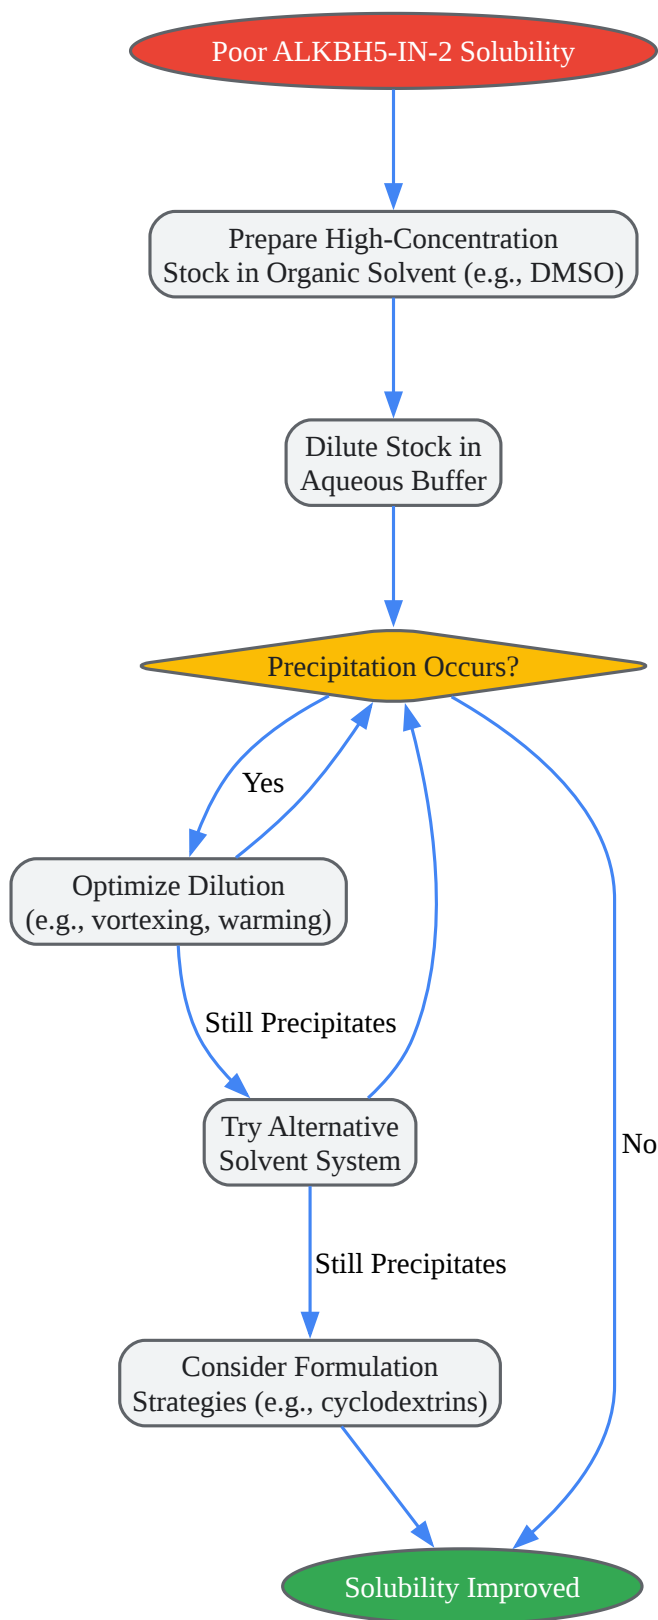 Poor ALKBH5-IN-2 Solubility
Prepare High-Concentration
Stock in Organic Solvent (e.g., DMSO)
Dilute Stock in
Aqueous Buffer
Precipitation Occurs?
Yes
Optimize Dilution
(e.g., vortexing, warming)
Still Precipitates
Try Alternative
Solvent System
No
Still Precipitates
Consider Formulation
Strategies (e.g., cyclodextrins)
Solubility Improved